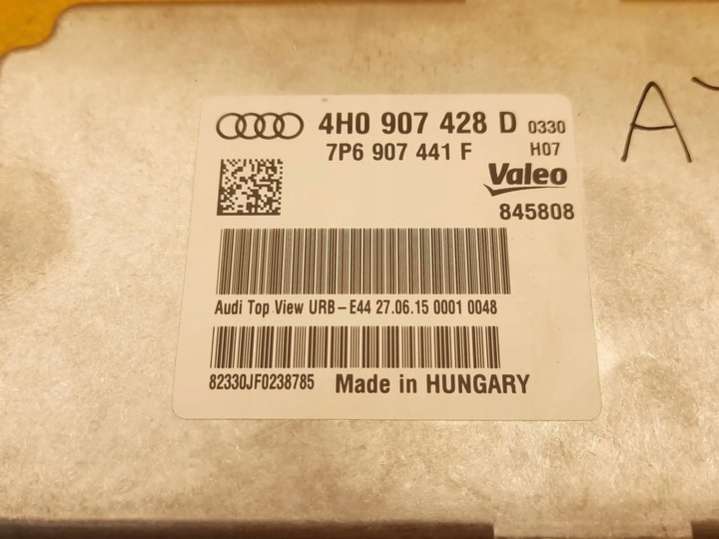 4H0 907 428 D 0330
7P6 907 441 F H07
Valeo
845808
Audi Top View URB-E44 27.06.15 0001 0048
82330JF0238785 Made in HUNGARY
A